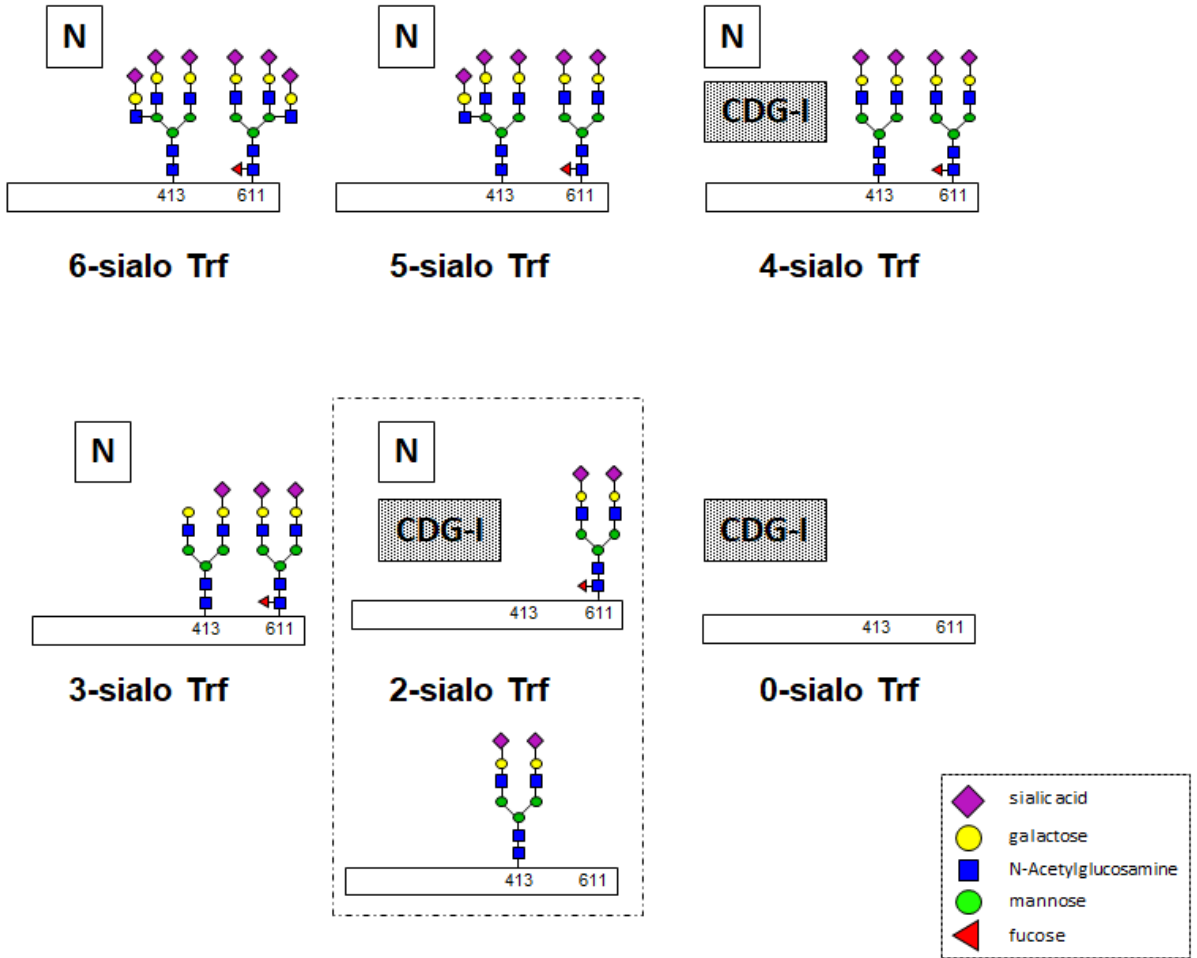 N
N
N
CDG-I
413 611
413 611
413 611
6-sialo Trf
5-sialo Trf
4-sialo Trf
N
N
CDG-I
CDG-I
413 611
413 611
413 611
3-sialo Trf
2-sialo Trf
0-sialo Trf
413 611
sialic acid
galactose
N-Acetylglucosamine
mannose
fucose